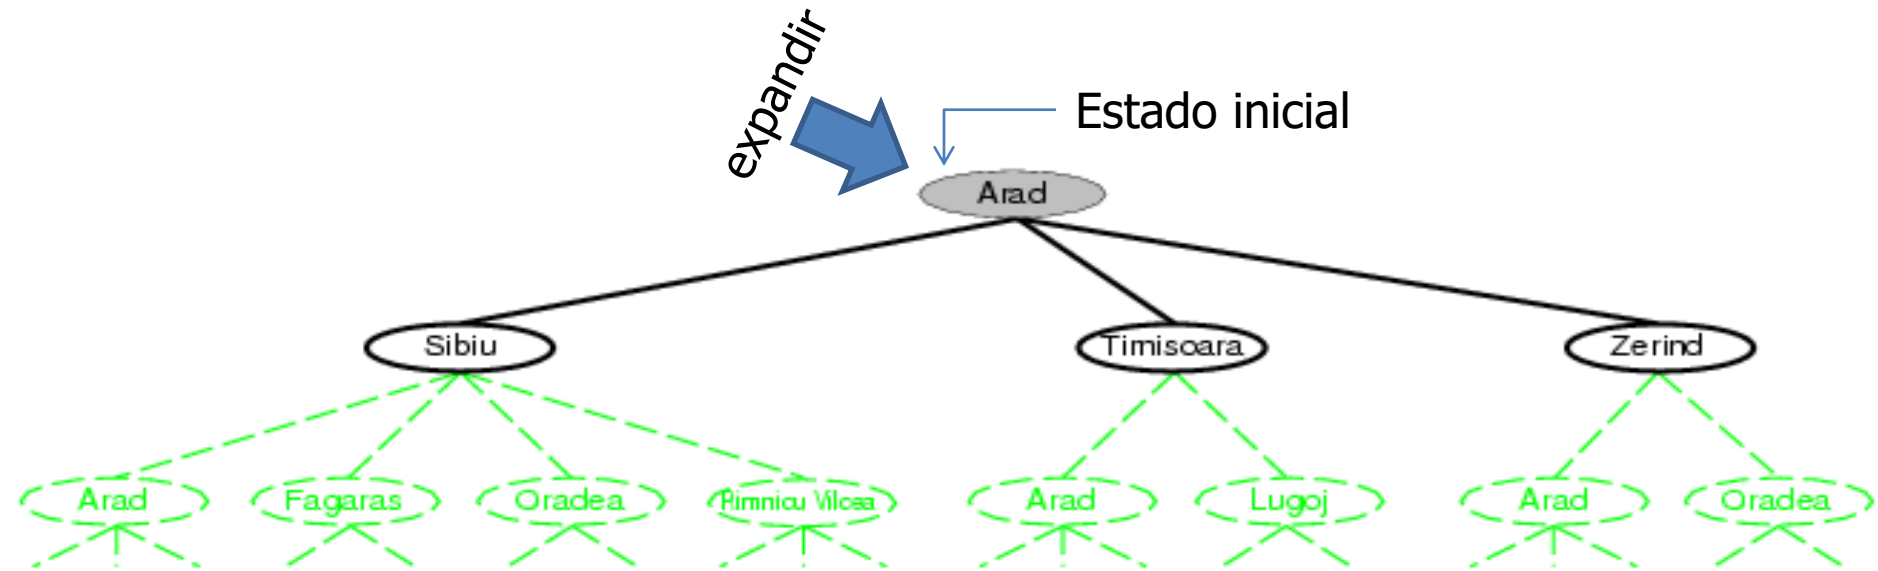 expandir
Estado inicial
Arad
Sibiu
Timisoara
Zerind
Arad
Fagaras
Oradea
Rimnicu Vilcea
Arad
Lugoj
Arad
Oradea